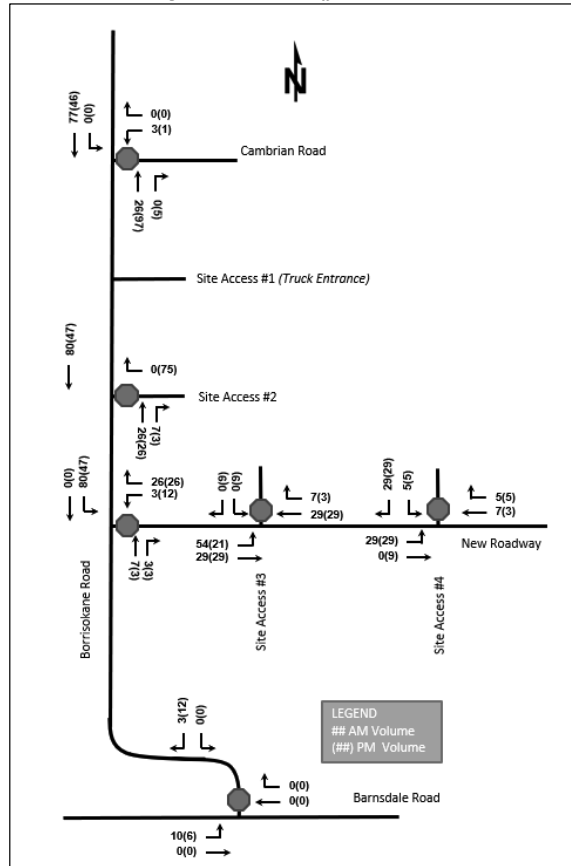 N
77(46)
0(0)
0(0)
3(1)
Cambrian Road
26(97)
0(5)
Site Access #1 (Truck Entrance)
80(47)
0(75)
Site Access #2
26(26)
7(3)
0(0)
80(47)
26(26)
3(12)
7(3)
3(3)
0(9)
0(9)
7(3)
29(29)
54(21)
29(29)
29(29)
5(5)
5(5)
7(3)
29(29)
0(9)
New Roadway
Borrisokane Road
Site Access #3
Site Access #4
3(12)
0(0)
LEGEND
## AM Volume
(##) PM Volume
0(0)
0(0)
Barnsdale Road
10(6)
0(0)